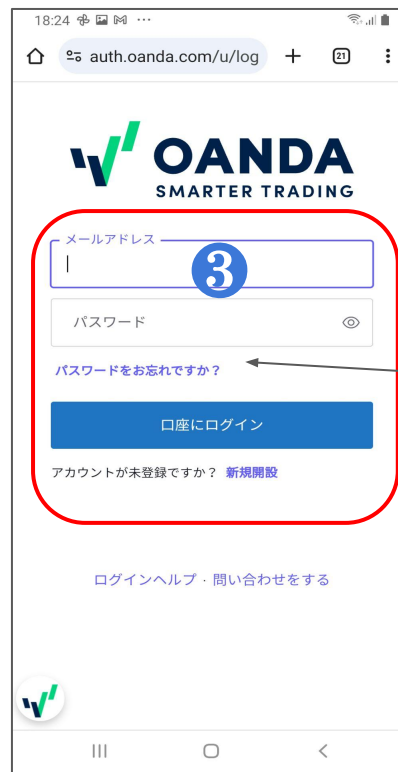 18:24
auth.oanda.com/u/log
21
OANDA
SMARTER TRADING
メールアドレス
3
パスワード
パスワードをお忘れですか？
口座にログイン
アカウントが未登録ですか？ 新規開設
ログインヘルプ · 問い合わせをする